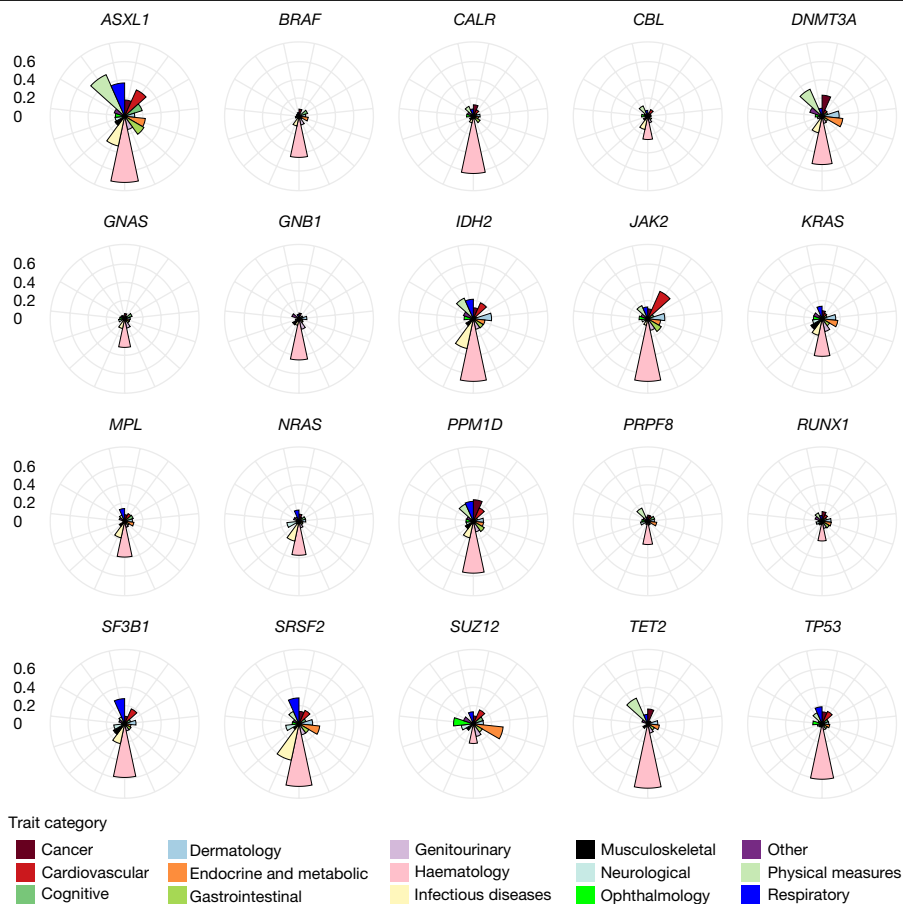 ASXL1 BRAF CALR CBL DNMT3A
0.6
0.4
0.2
0
GNAS GNB1 IDH2 JAK2 KRAS
0.6
0.4
0.2
0
MPL NRAS PPM1D PRPF8 RUNX1
0.6
0.4
0.2
0
SF3B1 SRSF2 SUZ12 TET2 TP53
0.6
0.4
0.2
0
Trait category
Cancer Dermatology Genitourinary Musculoskeletal Other
Cardiovascular Endocrine and metabolic Haematology Neurological Physical measures
Cognitive Gastrointestinal Infectious diseases Ophthalmology Respiratory